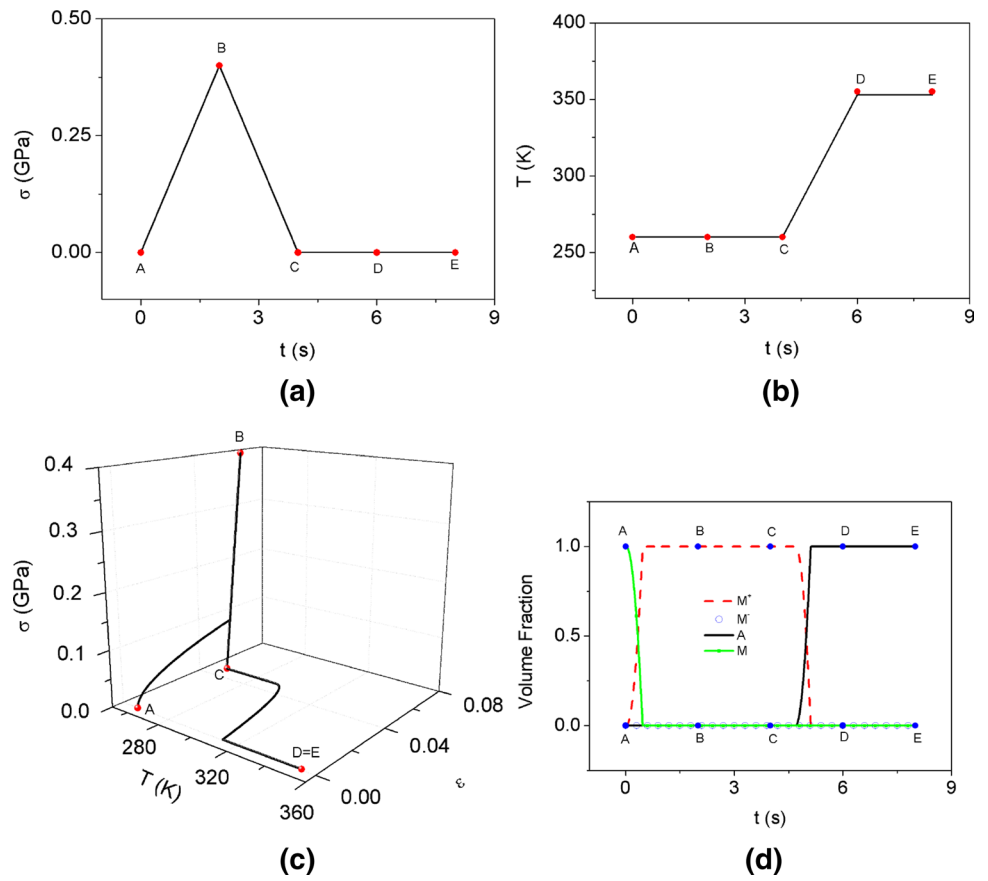 0.50
0.25
0.00
σ (GPa)
A
B
C
D
E
0
3
6
9
t (s)
(a)
400
350
300
250
T (K)
A
B
C
D
E
0
3
6
9
t (s)
(b)
0.4
0.3
0.2
0.1
0.0
σ (GPa)
B
A
C
D=E
280
320
360
T (K)
0.00
0.04
0.08
ε
(c)
1.0
0.5
0.0
Volume Fraction
A
B
C
D
E
M⁺
M⁻
A
M
A
B
C
D
E
0
3
6
9
t (s)
(d)